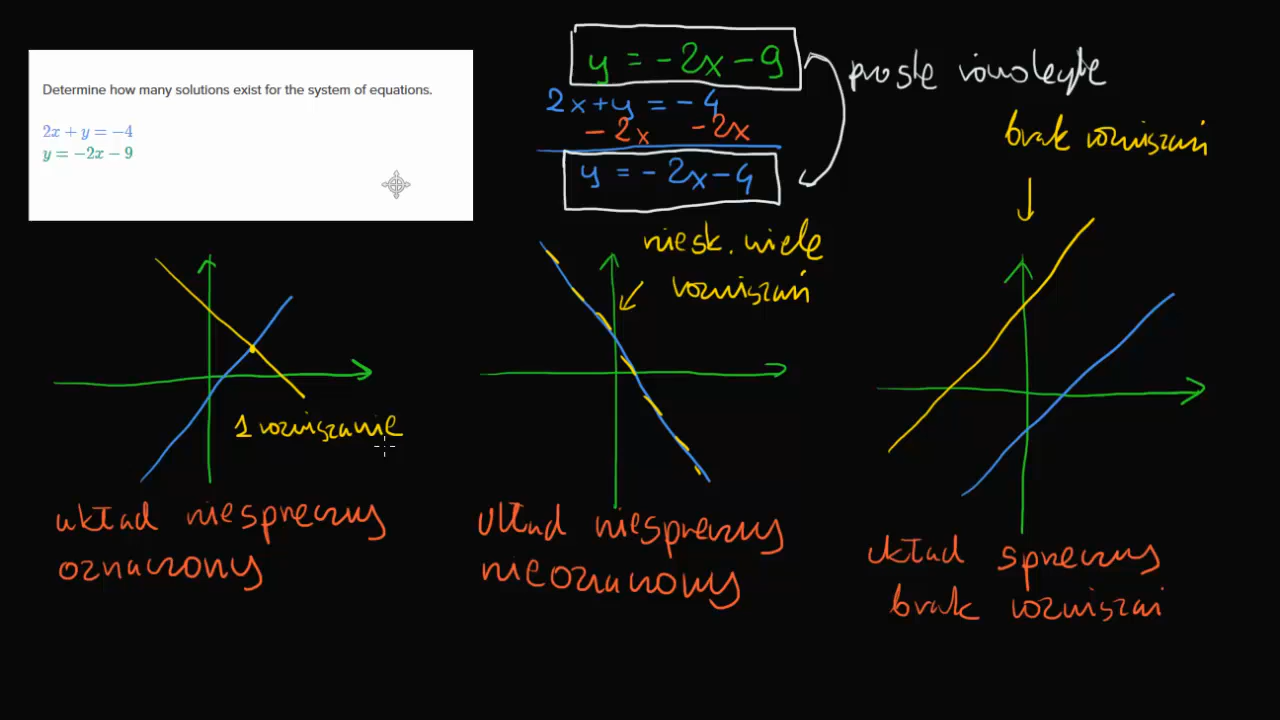 Determine how many solutions exist for the system of equations.
2x + y = −4
y = −2x − 9
y = -2x - 9
2x+y = -4
-2x -2x
y = -2x-4
proste równoległe
brak rozwiązań
niesk. wiele
rozwiązań
1 rozwiązanie
układ niesprzeczny
oznaczony
układ niesprzeczny
nieoznaczony
układ sprzeczny
brak rozwiązań